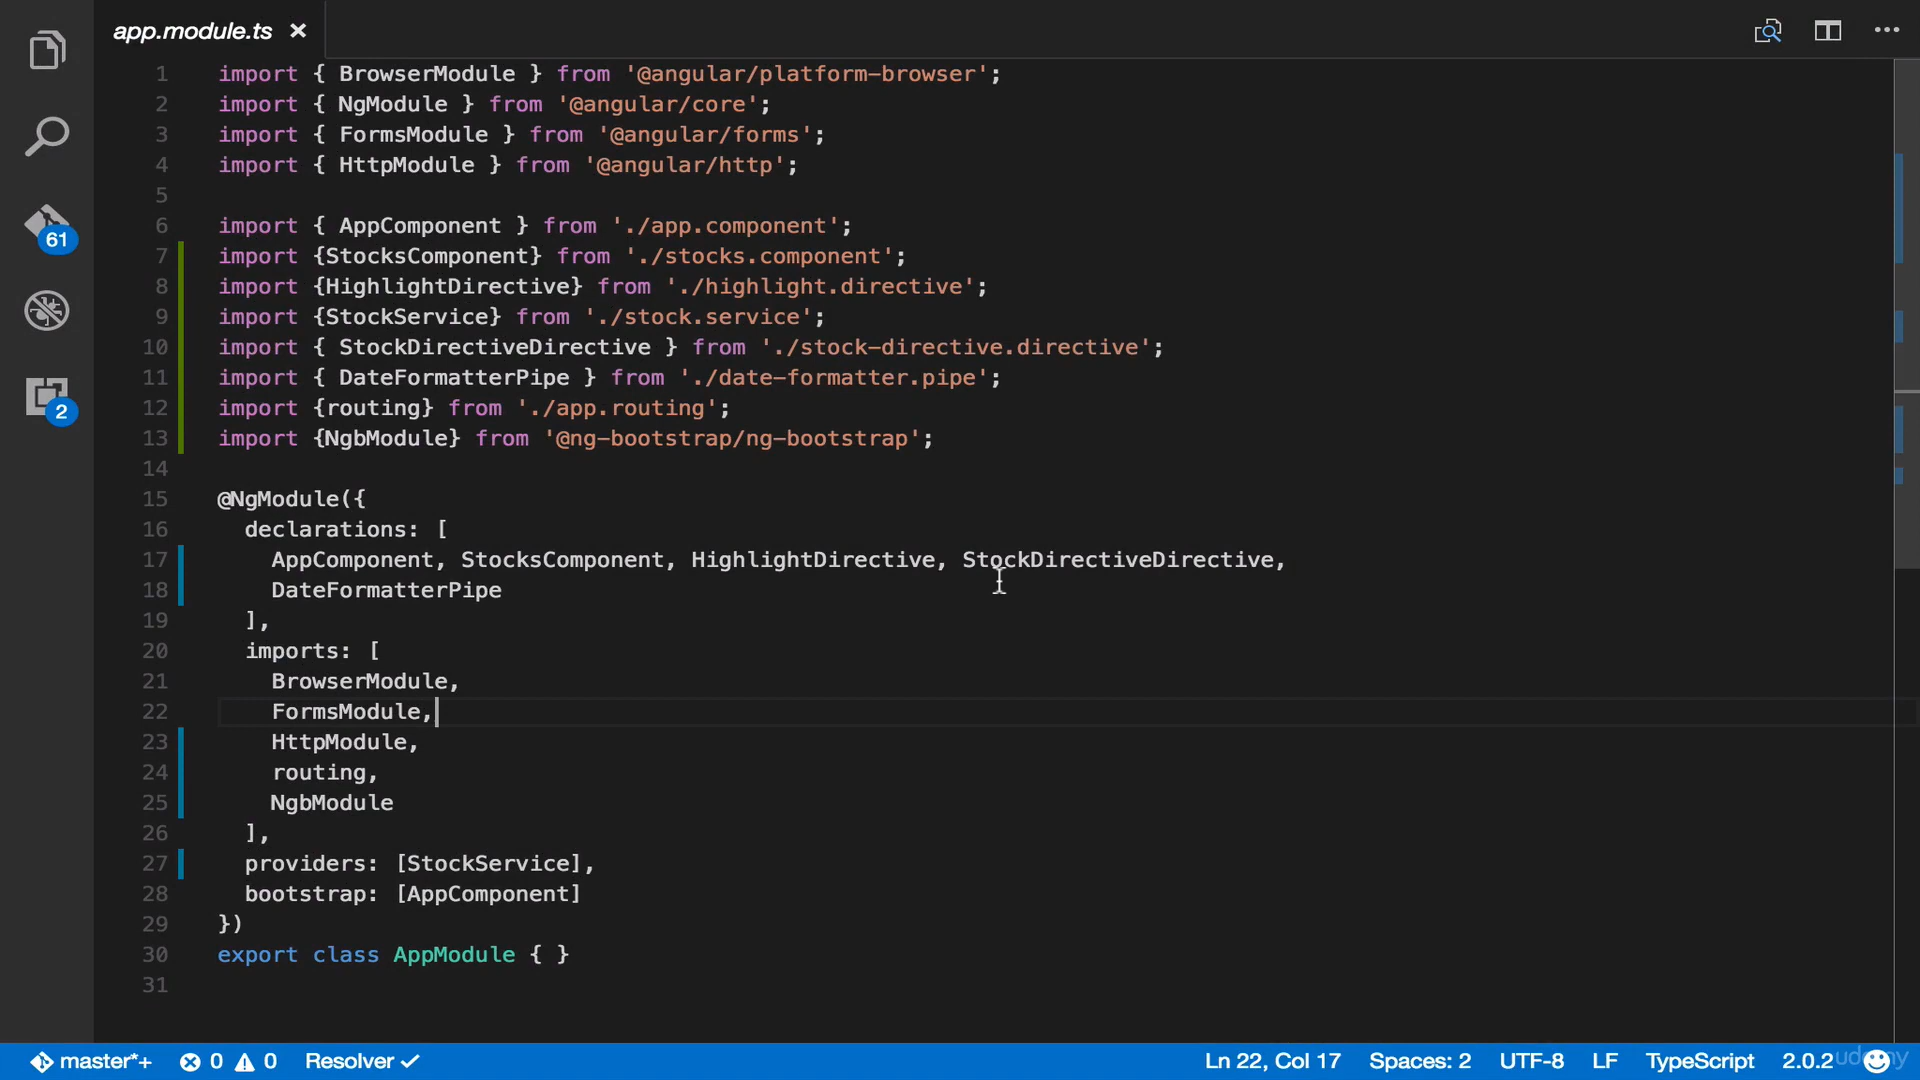 app.module.ts
1 import { BrowserModule } from '@angular/platform-browser';
2 import { NgModule } from '@angular/core';
3 import { FormsModule } from '@angular/forms';
4 import { HttpModule } from '@angular/http';
5
6 import { AppComponent } from './app.component';
7 import {StocksComponent} from './stocks.component';
8 import {HighlightDirective} from './highlight.directive';
9 import {StockService} from './stock.service';
10 import { StockDirectiveDirective } from './stock-directive.directive';
11 import { DateFormatterPipe } from './date-formatter.pipe';
12 import {routing} from './app.routing';
13 import {NgbModule} from '@ng-bootstrap/ng-bootstrap';
14
15 @NgModule({
16 declarations: [
17 AppComponent, StocksComponent, HighlightDirective, StockDirectiveDirective,
18 DateFormatterPipe
19 ],
20 imports: [
21 BrowserModule,
22 FormsModule,
23 HttpModule,
24 routing,
25 NgbModule
26 ],
27 providers: [StockService],
28 bootstrap: [AppComponent]
29 })
30 export class AppModule { }
31
61
2
master*+ 0 0 Resolver Ln 22, Col 17 Spaces: 2 UTF-8 LF TypeScript 2.0.2
udemy